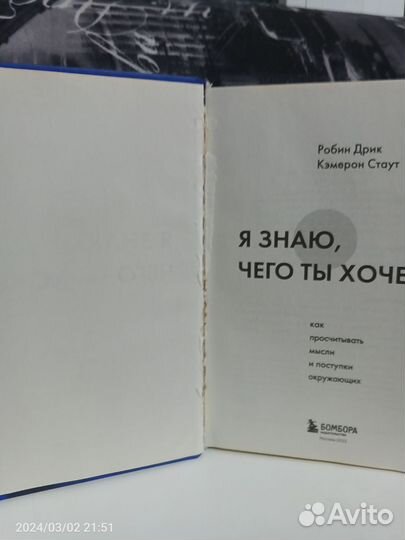 Робин Дрик
Кэмерон Стаут
Я ЗНАЮ,
ЧЕГО ТЫ ХОЧЕ
как
просчитывать
мысли
и поступки
окружающих
БОМБОРА
2024/03/02 21:51
Avito